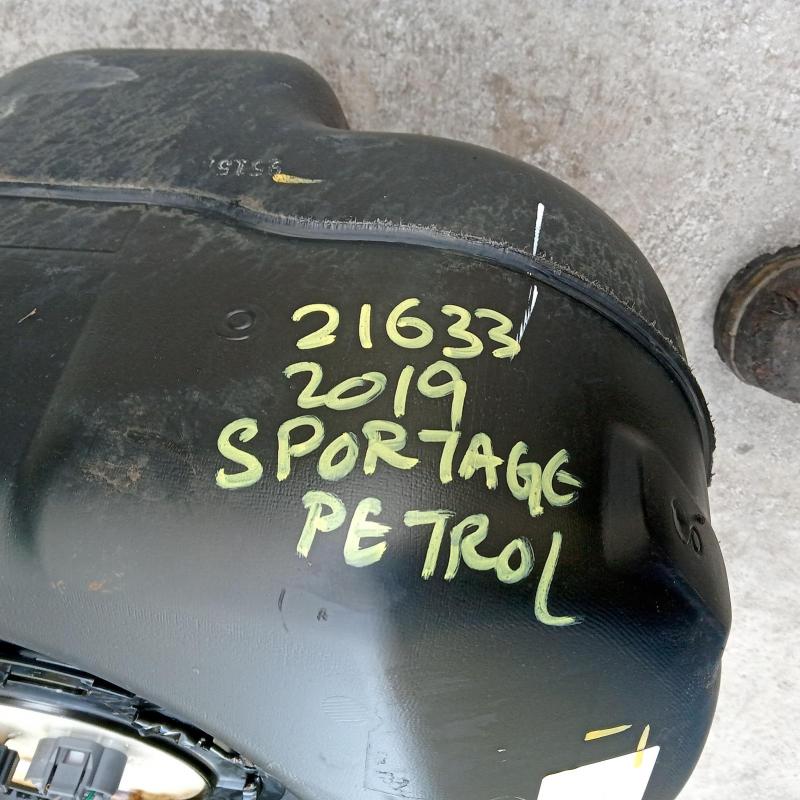 21633
2019
SPORTAGE
PETROL